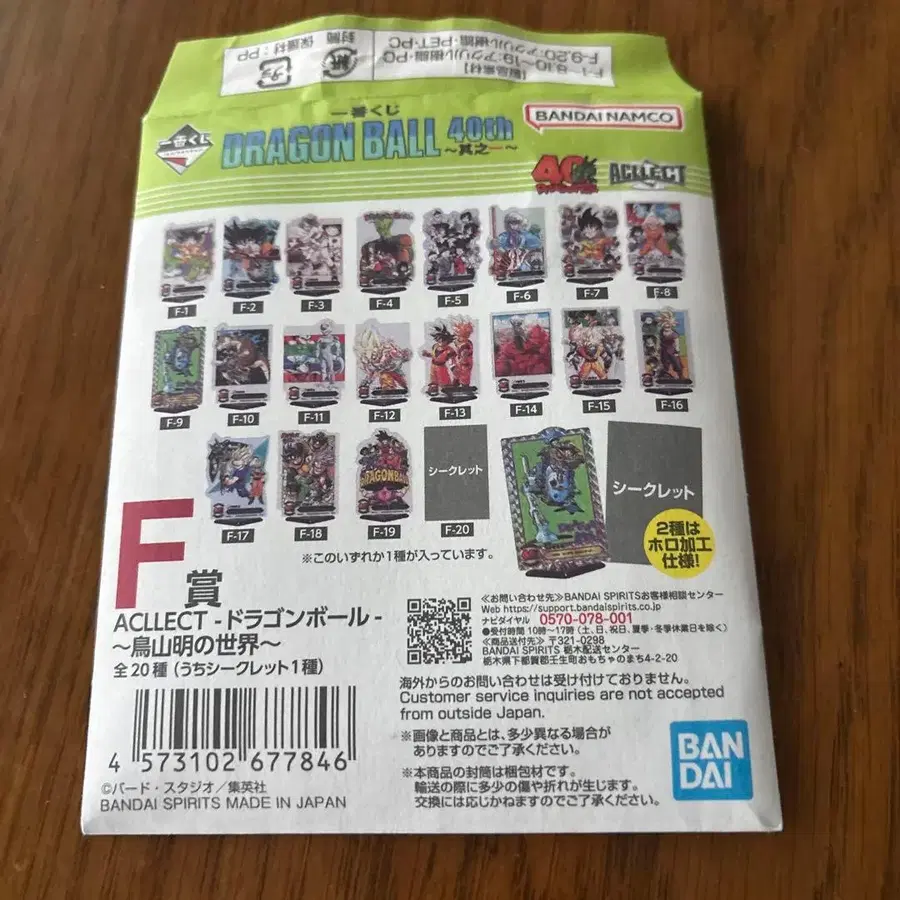 【製品素材】
F-1~8,10~19:アクリル樹脂・PC
F-9,20:アクリル樹脂・PET・PC
プラ
紙
封筒 保護材:PP
一番くじ
一番くじ
DRAGON BALL 40th
～其之一～
BANDAI NAMCO
40th
ACLLECT
F-1
F-2
F-3
F-4
F-5
F-6
F-7
F-8
F-9
F-10
F-11
F-12
F-13
F-14
F-15
F-16
DRAGONBALL
シークレット
シークレット
F-17
F-18
F-19
F-20
2種は
ホロ加工
仕様!
※このいずれか1種が入っています。
F賞
ACLLECT -ドラゴンボール-
～鳥山明の世界～
全20種(うちシークレット1種)
4 573102 677846
©バード・スタジオ/集英社
BANDAI SPIRITS MADE IN JAPAN
≪お問い合わせ先≫BANDAI SPIRITSお客様相談センター
Web https://support.bandaispirits.co.jp
ナビダイヤル 0570-078-001
●受付時間 10時～17時(土、日、祝日、夏季・冬季休業日を除く)
≪商品送付先≫ 〒321-0298
BANDAI SPIRITS 栃木配送センター
栃木県下都賀郡壬生町おもちゃのまち4-2-20
海外からのお問い合わせは受け付けておりません。
Customer service inquiries are not accepted
from outside Japan.
※画像と商品とは、多少異なる場合が
ありますのでご了承ください。
※本商品の封筒は梱包材です。
輸送の際に多少の傷や折れが生じます。
交換には応じかねますのでご了承ください。
BAN
DAI